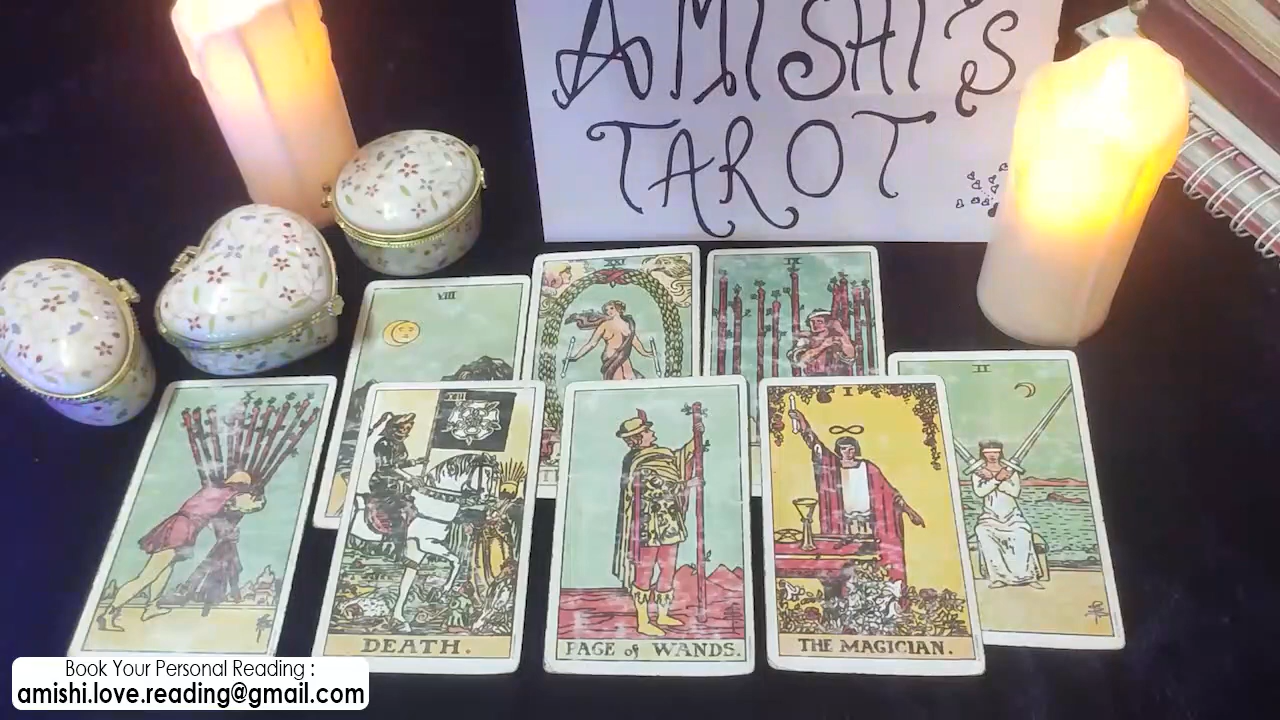 AMISHI'S
TAROT
VIII
XXI
IX
X
XIII
I
II
DEATH.
PAGE of WANDS.
THE MAGICIAN.
Book Your Personal Reading :
amishi.love.reading@gmail.com